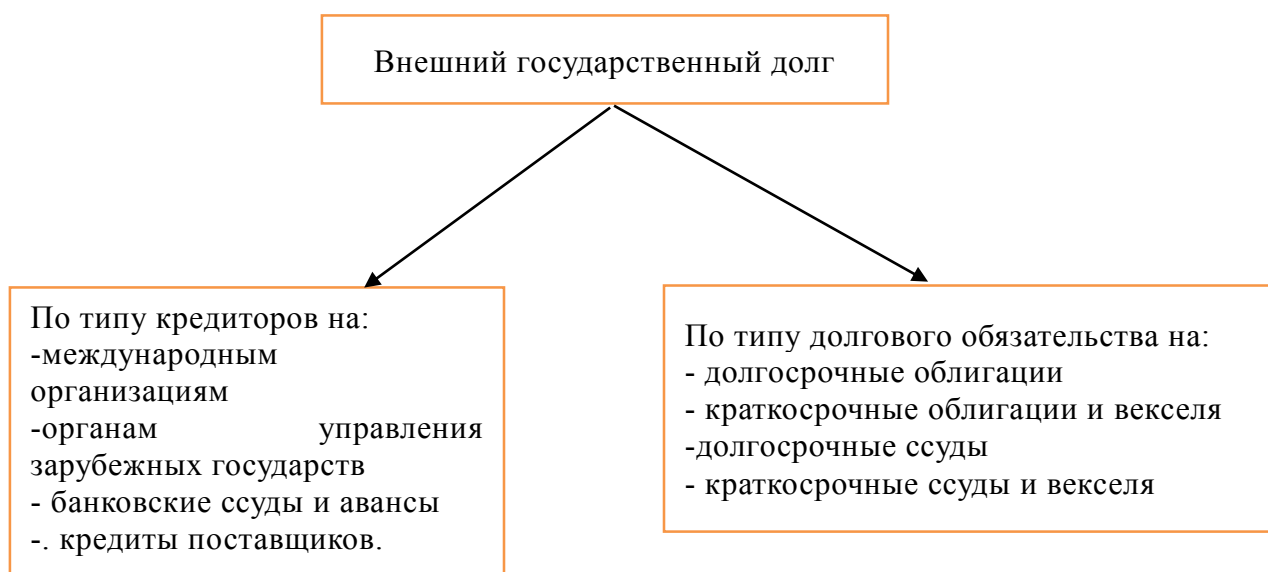 Внешний государственный долг
По типу кредиторов на:
-международным
организациям
-органам управления
зарубежных государств
- банковские ссуды и авансы
-. кредиты поставщиков.
По типу долгового обязательства на:
- долгосрочные облигации
- краткосрочные облигации и векселя
-долгосрочные ссуды
- краткосрочные ссуды и векселя